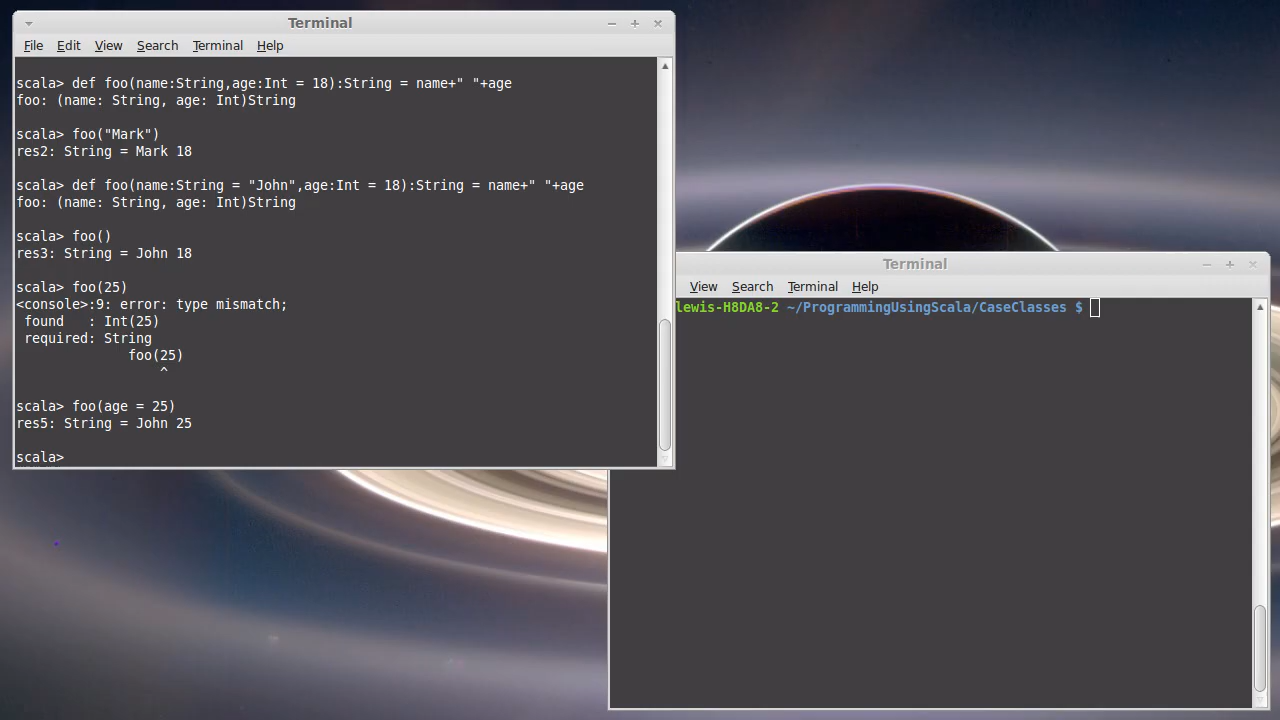 Terminal
File Edit View Search Terminal Help
scala> def foo(name:String,age:Int = 18):String = name+" "+age
foo: (name: String, age: Int)String
scala> foo("Mark")
res2: String = Mark 18
scala> def foo(name:String = "John",age:Int = 18):String = name+" "+age
foo: (name: String, age: Int)String
scala> foo()
res3: String = John 18
scala> foo(25)
<console>:9: error: type mismatch;
 found   : Int(25)
 required: String
              foo(25)
                  ^
scala> foo(age = 25)
res5: String = John 25
scala>
Terminal
View Search Terminal Help
lewis-H8DA8-2 ~/ProgrammingUsingScala/CaseClasses $